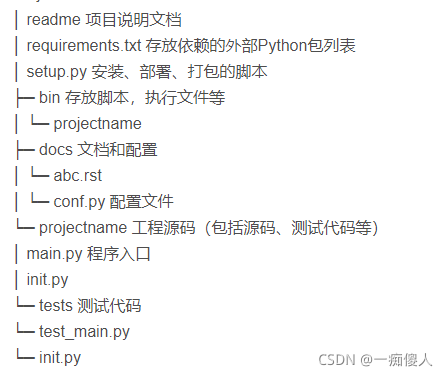 │ readme 项目说明文档
│ requirements.txt 存放依赖的外部Python包列表
│ setup.py 安装、部署、打包的脚本
├─ bin 存放脚本，执行文件等
│ └─ projectname
├─ docs 文档和配置
│ └─ abc.rst
│ └─ conf.py 配置文件
└─ projectname 工程源码（包括源码、测试代码等）
│ main.py 程序入口
│ init.py
└─ tests 测试代码
└─ test_main.py
└─ init.py
CSDN @一痴傻人